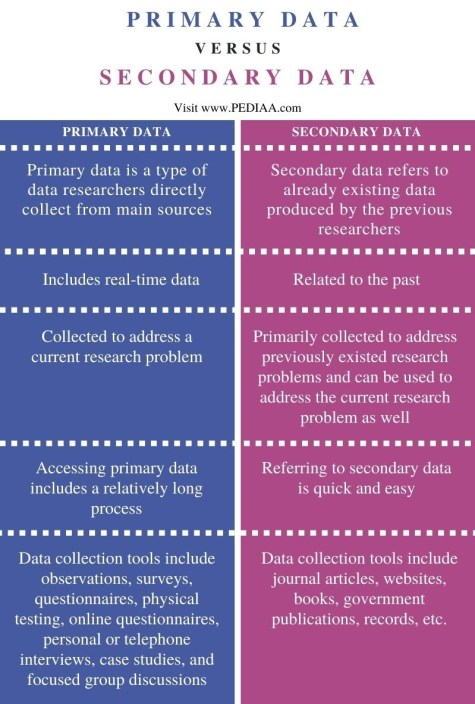 PRIMARY DATA
VERSUS
SECONDARY DATA
Visit www.PEDIAA.com
PRIMARY DATA
Primary data is a type of
data researchers directly
collect from main sources
Includes real-time data
Collected to address a
current research problem
Accessing primary data
includes a relatively long
process
Data collection tools include
observations, surveys,
questionnaires, physical
testing, online questionnaires,
personal or telephone
interviews, case studies, and
focused group discussions
SECONDARY DATA
Secondary data refers to
already existing data
produced by the previous
researchers
Related to the past
Primarily collected to address
previously existed research
problems and can be used to
address the current research
problem as well
Referring to secondary data
is quick and easy
Data collection tools include
journal articles, websites,
books, government
publications, records, etc.